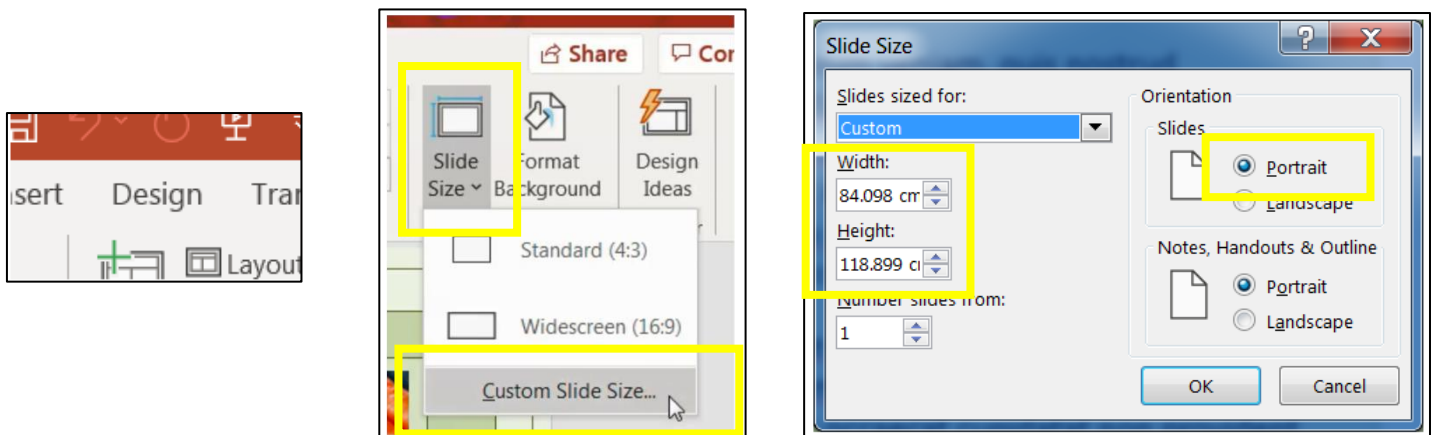 Design
Layout
Share
Slide Size
Format Background
Design Ideas
Standard (4:3)
Widescreen (16:9)
Custom Slide Size...
Slide Size
Slides sized for:
Custom
Width:
84.098 cm
Height:
118.899
Number slides from:
1
Orientation
Slides
Portrait
Landscape
Notes, Handouts & Outline
Portrait
Landscape
OK
Cancel